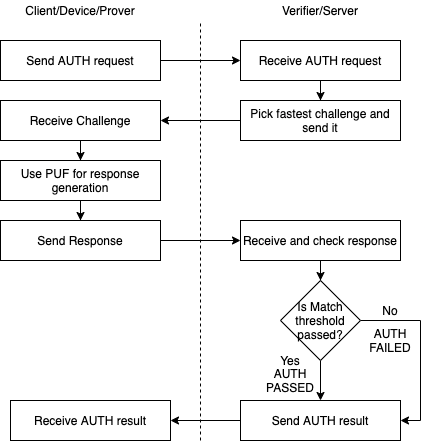 Client/Device/Prover
Verifier/Server
Send AUTH request
Receive AUTH request
Pick fastest challenge and
send it
Receive Challenge
Use PUF for response
generation
Send Response
Receive and check response
Is Match
threshold
passed?
No
AUTH
FAILED
Yes
AUTH
PASSED
Send AUTH result
Receive AUTH result